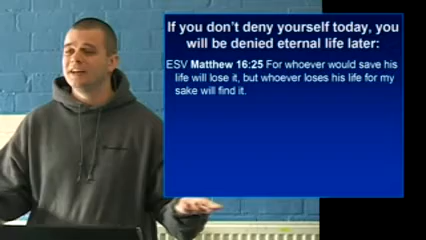 If you don't deny yourself today, you
will be denied eternal life later:
ESV Matthew 16:25 For whoever would save his
life will lose it, but whoever loses his life for my
sake will find it.